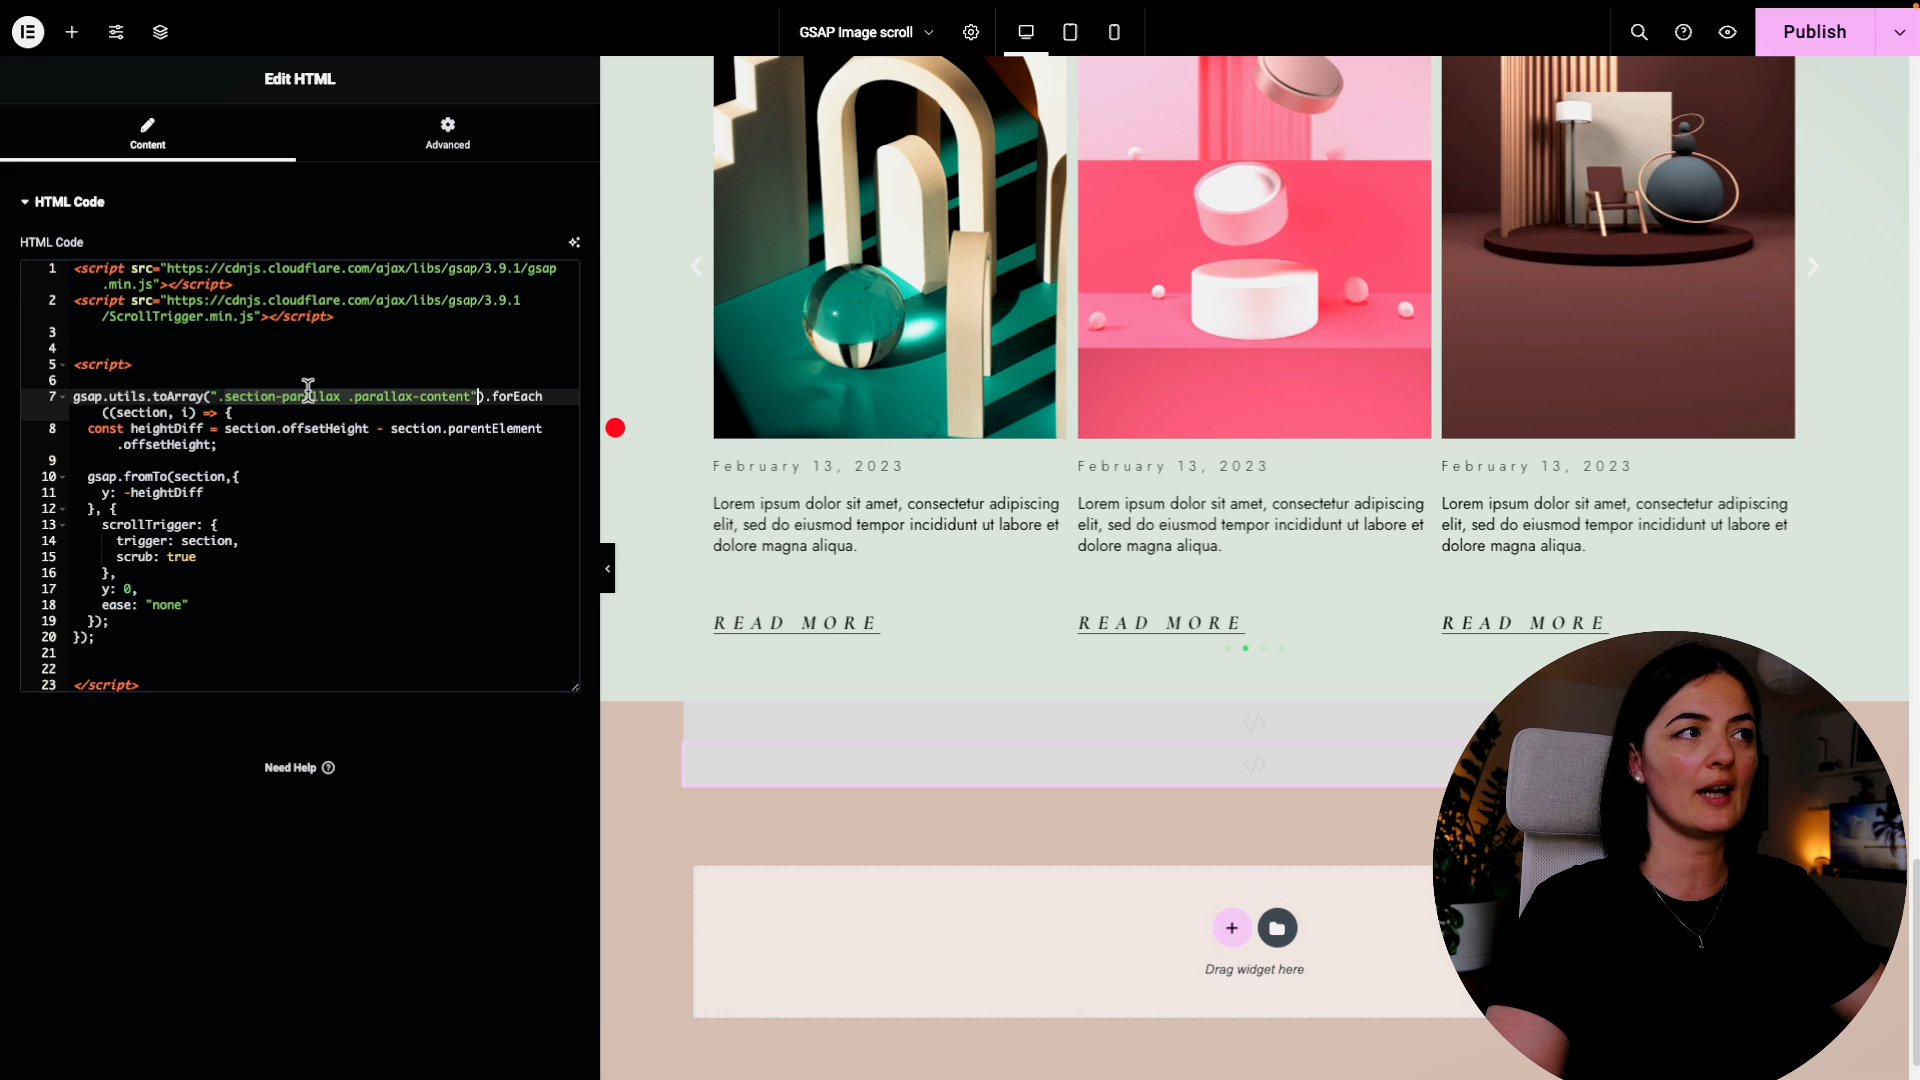 GSAP Image scroll
Publish
Edit HTML
Content
Advanced
HTML Code
HTML Code
1 <script src="https://cdnjs.cloudflare.com/ajax/libs/gsap/3.9.1/gsap
.min.js"></script>
2 <script src="https://cdnjs.cloudflare.com/ajax/libs/gsap/3.9.1
/ScrollTrigger.min.js"></script>
3
4
5 <script>
6
7 gsap.utils.toArray(".section-parallax .parallax-content").forEach
((section, i) => {
8 const heightDiff = section.offsetHeight - section.parentElement
.offsetHeight;
9
10 gsap.fromTo(section,{
11 y: -heightDiff
12 }, {
13 scrollTrigger: {
14 trigger: section,
15 scrub: true
16 },
17 y: 0,
18 ease: "none"
19 });
20 });
21
22
23 </script>
Need Help
February 13, 2023
Lorem ipsum dolor sit amet, consectetur adipiscing
elit, sed do eiusmod tempor incididunt ut labore et
dolore magna aliqua.
READ MORE
February 13, 2023
Lorem ipsum dolor sit amet, consectetur adipiscing
elit, sed do eiusmod tempor incididunt ut labore et
dolore magna aliqua.
READ MORE
February 13, 2023
Lorem ipsum dolor sit amet, consectetur adipiscing
elit, sed do eiusmod tempor incididunt ut labore et
dolore magna aliqua.
READ MORE
Drag widget here